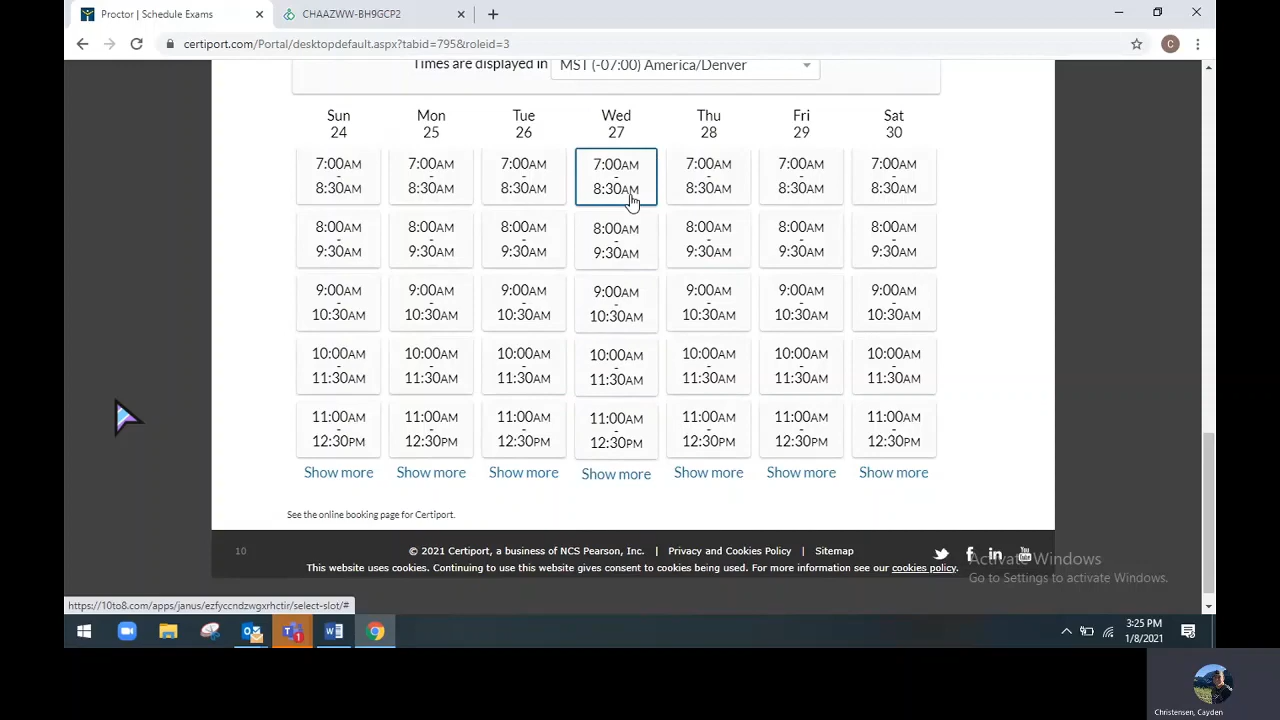 Proctor | Schedule Exams
CHAAZWW-BH9GCP2
certiport.com/Portal/desktopdefault.aspx?tabid=795&roleid=3
C
Times are displayed in MST (-07:00) America/Denver
Sun Mon Tue Wed Thu Fri Sat
24 25 26 27 28 29 30
7:00AM 7:00AM 7:00AM 7:00AM 7:00AM 7:00AM 7:00AM
- - - - - - -
8:30AM 8:30AM 8:30AM 8:30AM 8:30AM 8:30AM 8:30AM
8:00AM 8:00AM 8:00AM 8:00AM 8:00AM 8:00AM 8:00AM
- - - - - - -
9:30AM 9:30AM 9:30AM 9:30AM 9:30AM 9:30AM 9:30AM
9:00AM 9:00AM 9:00AM 9:00AM 9:00AM 9:00AM 9:00AM
- - - - - - -
10:30AM 10:30AM 10:30AM 10:30AM 10:30AM 10:30AM 10:30AM
10:00AM 10:00AM 10:00AM 10:00AM 10:00AM 10:00AM 10:00AM
- - - - - - -
11:30AM 11:30AM 11:30AM 11:30AM 11:30AM 11:30AM 11:30AM
11:00AM 11:00AM 11:00AM 11:00AM 11:00AM 11:00AM 11:00AM
- - - - - - -
12:30PM 12:30PM 12:30PM 12:30PM 12:30PM 12:30PM 12:30PM
Show more Show more Show more Show more Show more Show more Show more
See the online booking page for Certiport.
10 © 2021 Certiport, a business of NCS Pearson, Inc. | Privacy and Cookies Policy | Sitemap
This website uses cookies. Continuing to use this website gives consent to cookies being used. For more information see our cookies policy.
Activate Windows
Go to Settings to activate Windows.
https://10to8.com/apps/janus/ezfyccndzwgxrhctir/select-slot/#
3:25 PM
1/8/2021
Christensen, Cayden